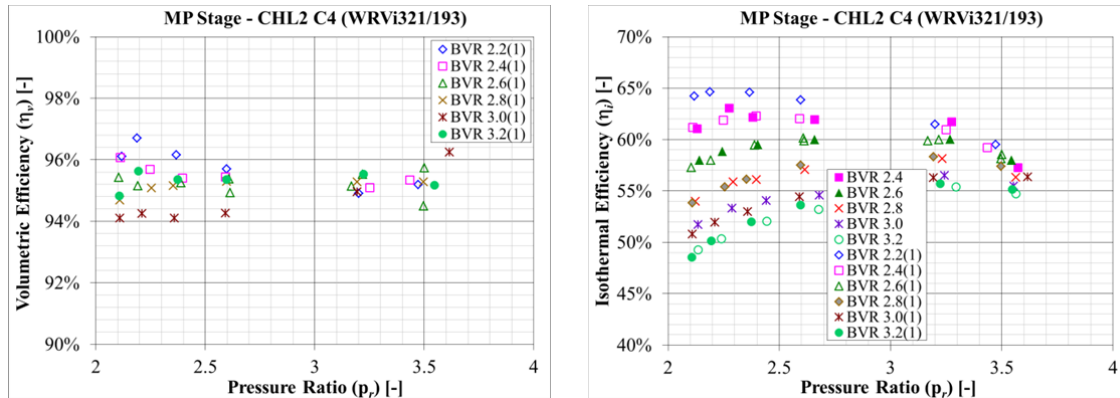 MP Stage - CHL2 C4 (WRVi321/193)
Volumetric Efficiency (ηv) [-]
100%
98%
96%
94%
92%
90%
BVR 2.2(1)
BVR 2.4(1)
BVR 2.6(1)
BVR 2.8(1)
BVR 3.0(1)
BVR 3.2(1)
2
2.5
3
3.5
4
Pressure Ratio (pr) [-]
MP Stage - CHL2 C4 (WRVi321/193)
Isothermal Efficiency (ηi) [-]
70%
65%
60%
55%
50%
45%
40%
BVR 2.4
BVR 2.6
BVR 2.8
BVR 3.0
BVR 3.2
BVR 2.2(1)
BVR 2.4(1)
BVR 2.6(1)
BVR 2.8(1)
BVR 3.0(1)
BVR 3.2(1)
2
2.5
3
3.5
4
Pressure Ratio (pr) [-]